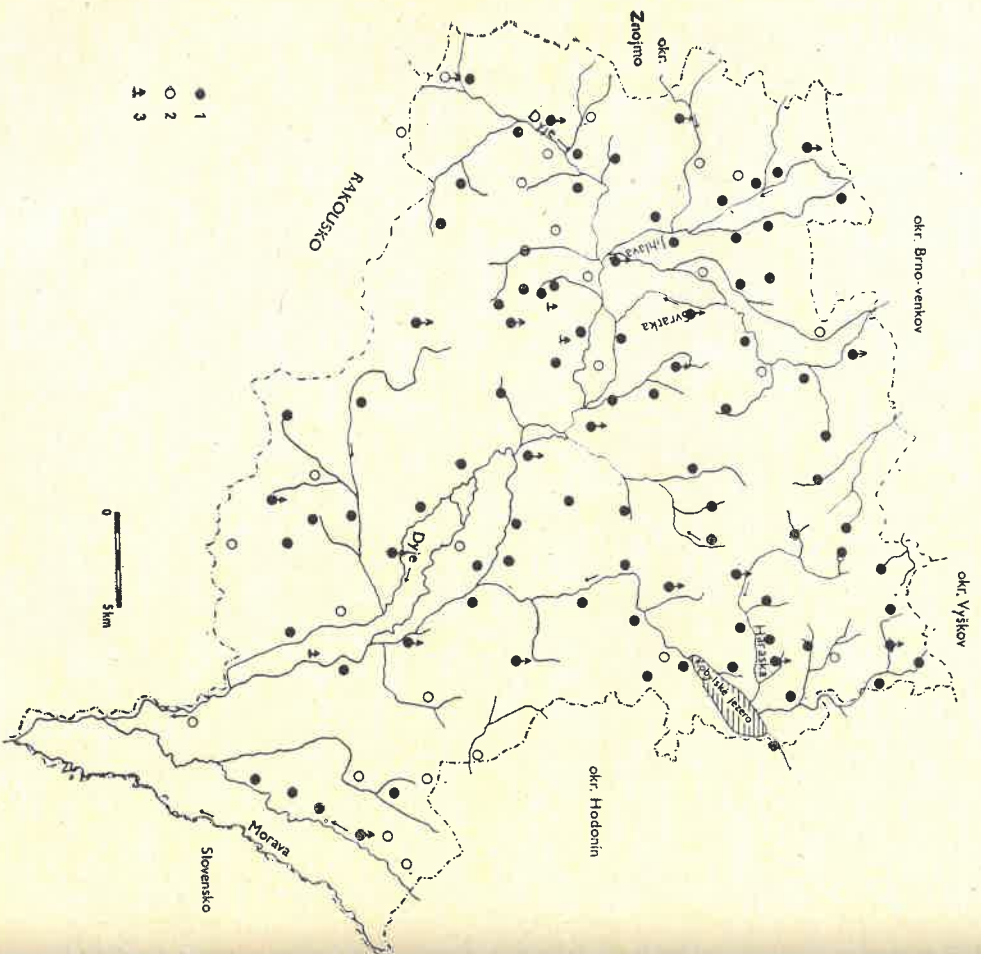 okr.
Znojmo
okr. Brno-venkov
okr. Vyškov
Dyje
Jihlava
Svratka
RAKOUSKO
Haraska
Kobylské jezero
Dyje
okr. Hodonín
Morava
Slovensko
1
2
3
0
5 km